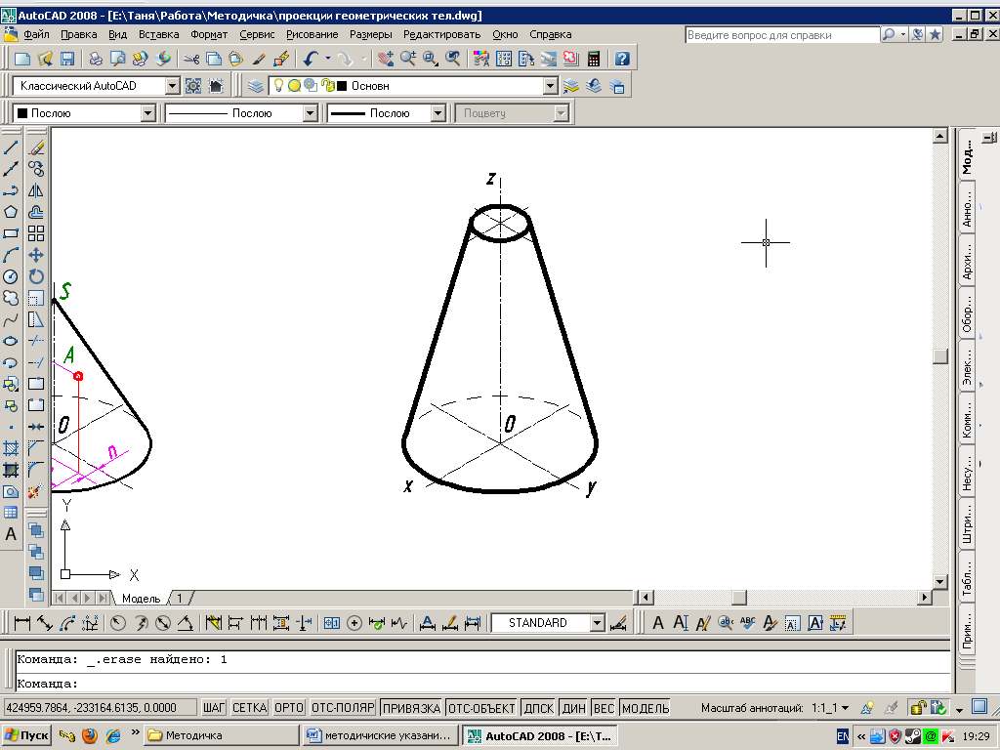 AutoCAD 2008 - [E:\Таня\Работа\Методичка\проекции геометрических тел.dwg]
Файл Правка Вид Вставка Формат Сервис Рисование Размеры Редактировать Окно Справка Введите вопрос для справки
Классический AutoCAD Основн
Послою Послою Послою Поцвету
Мод...
Анно...
Архи...
Обор...
Элек...
Комм...
Несу...
Штри...
Табл...
Прим...
z
S
A
O
O
n
x
y
Y
X
Модель 1
STANDARD
Команда: _.erase найдено: 1
Команда:
424959.7864, -233164.6135, 0.0000 ШАГ СЕТКА ОРТО ОТС-ПОЛЯР ПРИВЯЗКА ОТС-ОБЪЕКТ ДПСК ДИН ВЕС МОДЕЛЬ Масштаб аннотаций: 1:1_1
Пуск » Методичка методичиские указани... AutoCAD 2008 - [E:\Т... EN « 19:29